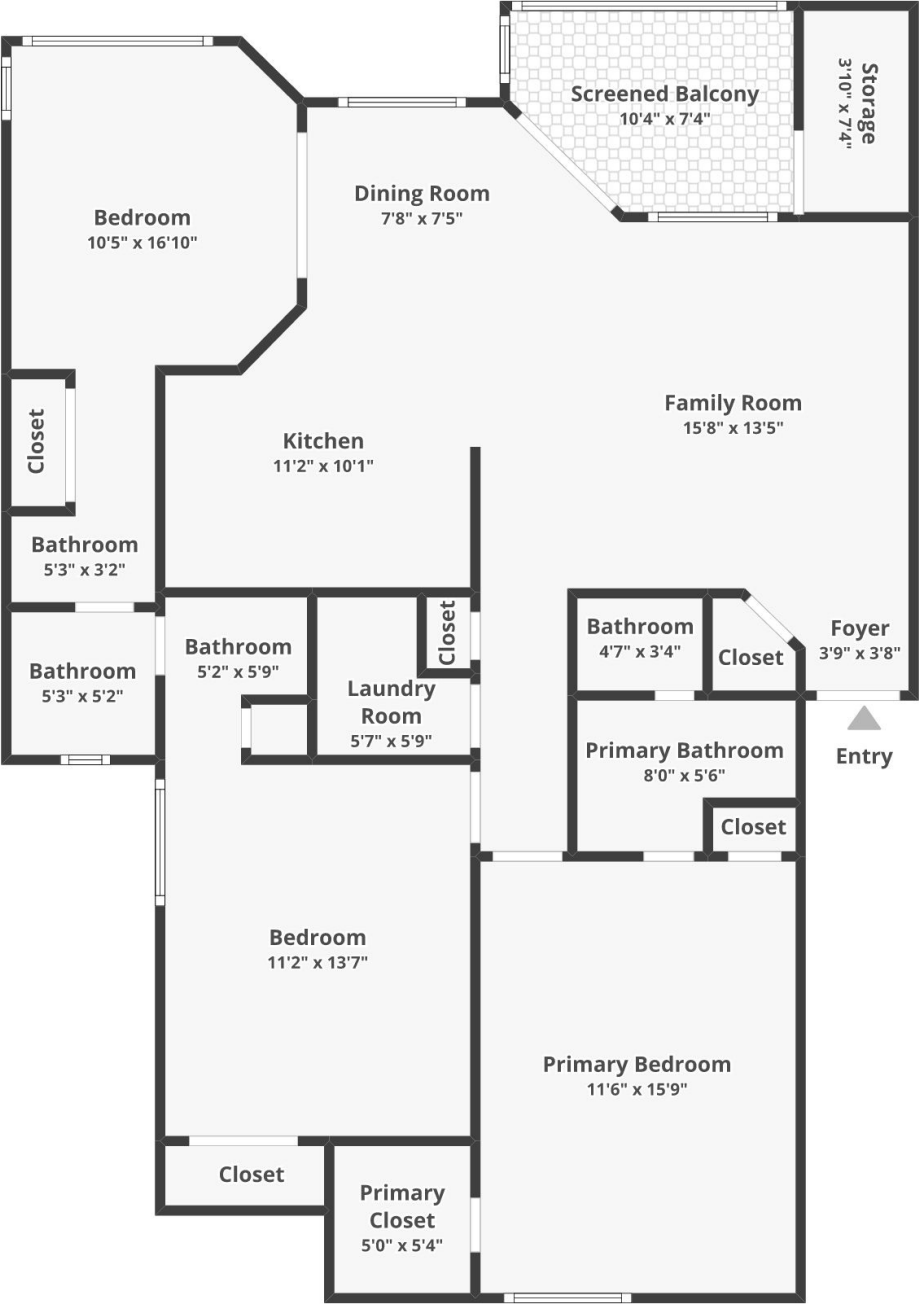 Screened Balcony
10'4" x 7'4"
Storage
3'10" x 7'4"
Dining Room
7'8" x 7'5"
Bedroom
10'5" x 16'10"
Family Room
15'8" x 13'5"
Closet
Kitchen
11'2" x 10'1"
Bathroom
5'3" x 3'2"
Bathroom
5'3" x 5'2"
Bathroom
5'2" x 5'9"
Closet
Laundry
Room
5'7" x 5'9"
Bathroom
4'7" x 3'4"
Closet
Foyer
3'9" x 3'8"
Entry
Primary Bathroom
8'0" x 5'6"
Closet
Bedroom
11'2" x 13'7"
Primary Bedroom
11'6" x 15'9"
Closet
Primary
Closet
5'0" x 5'4"